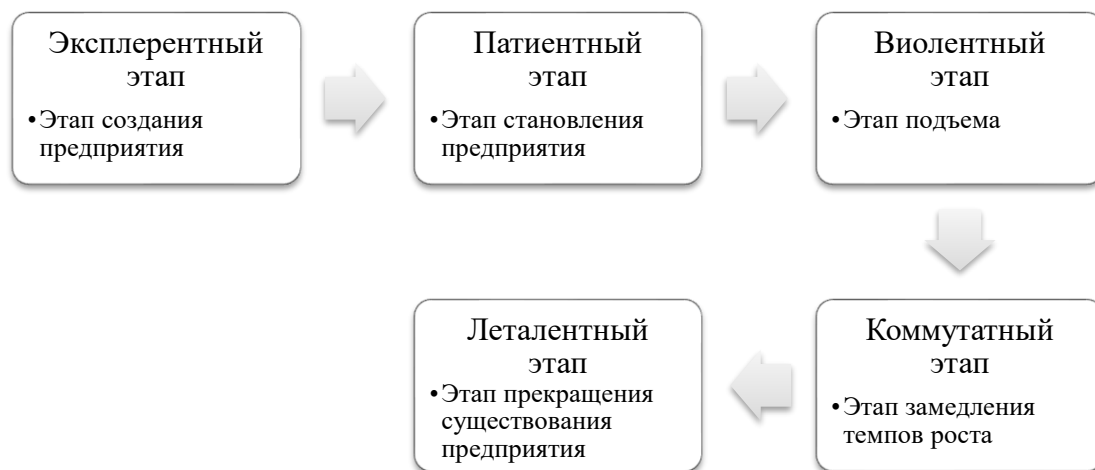 Эксплерентный
этап
•Этап создания
предприятия
Патиентный
этап
•Этап становления
предприятия
Виолентный
этап
•Этап подъема
Леталентный
этап
•Этап прекращения
существования
предприятия
Коммутатный
этап
•Этап замедления
темпов роста